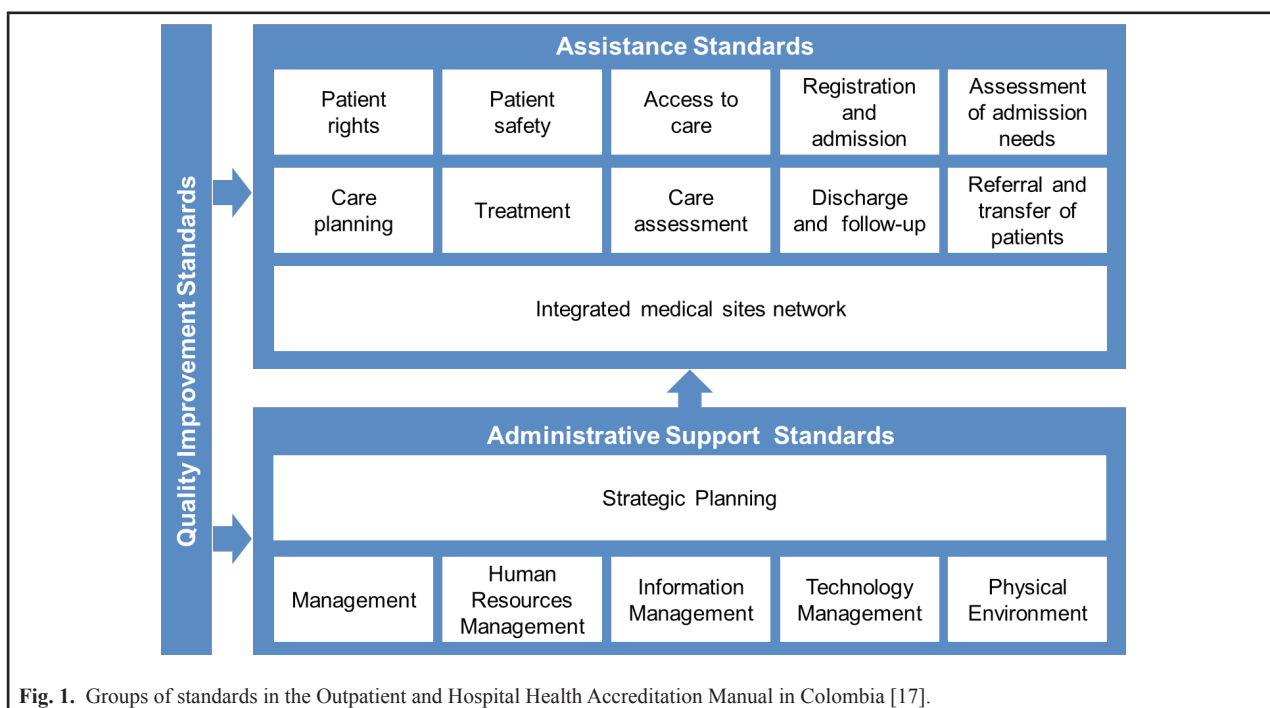 Quality Improvement Standards
Assistance Standards
Patient
rights
Patient
safety
Access to
care
Registration
and
admission
Assessment
of admission
needs
Care
planning
Treatment
Care
assessment
Discharge
and follow-up
Referral and
transfer of
patients
Integrated medical sites network
Administrative Support Standards
Strategic Planning
Management
Human
Resources
Management
Information
Management
Technology
Management
Physical
Environment
Fig. 1. Groups of standards in the Outpatient and Hospital Health Accreditation Manual in Colombia [17].